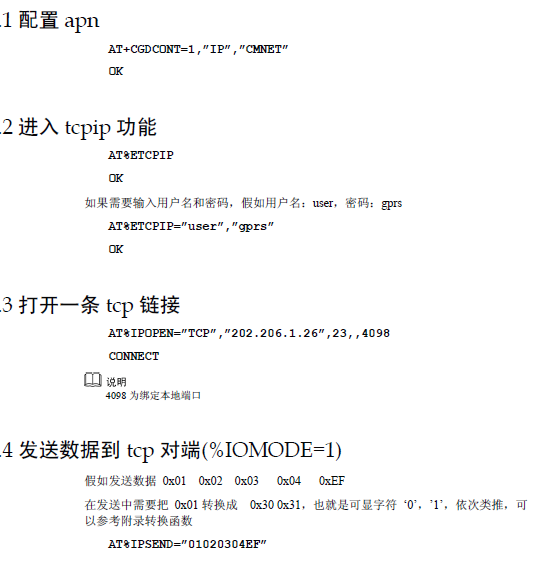 .1 配置 apn
AT+CGDCONT=1,"IP","CMNET"
OK
.2 进入 tcpip 功能
AT%ETCPIP
OK
如果需要输入用户名和密码，假如用户名：user，密码：gprs
AT%ETCPIP="user","gprs"
OK
.3 打开一条 tcp 链接
AT%IPOPEN="TCP","202.206.1.26",23,,4098
CONNECT
说明
4098 为绑定本地端口
.4 发送数据到 tcp 对端(%IOMODE=1)
假如发送数据 0x01 0x02 0x03 0x04 0xEF
在发送中需要把 0x01 转换成 0x30 0x31，也就是可显字符 ‘0’，’1’，依次类推，可
以参考附录转换函数
AT%IPSEND="01020304EF"